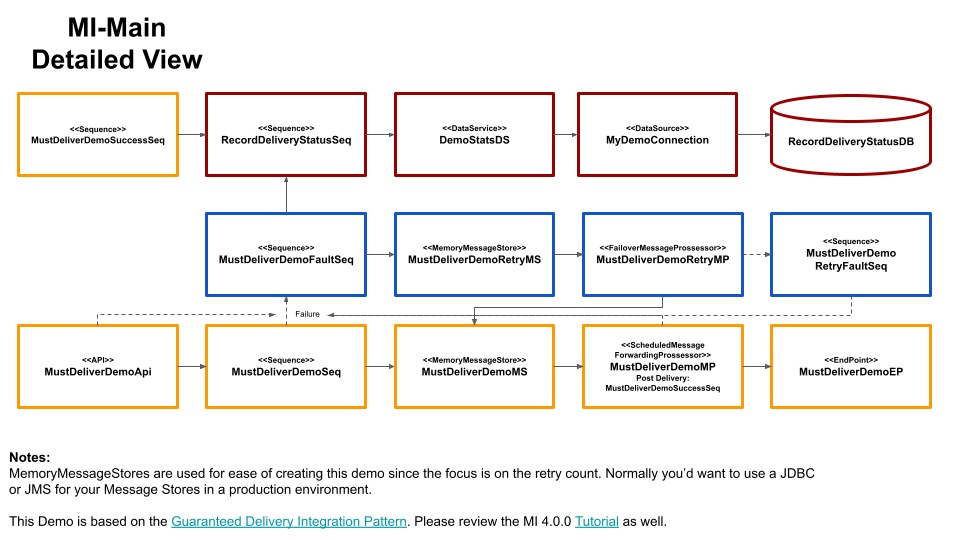 MI-Main
Detailed View
<<Sequence>>
MustDeliverDemoSuccessSeq
<<Sequence>>
RecordDeliveryStatusSeq
<<DataService>>
DemoStatsDS
<<DataSource>>
MyDemoConnection
RecordDeliveryStatusDB
<<Sequence>>
MustDeliverDemoFaultSeq
<<MemoryMessageStore>>
MustDeliverDemoRetryMS
<<FailoverMessageProssessor>>
MustDeliverDemoRetryMP
<<Sequence>>
MustDeliverDemo
RetryFaultSeq
Failure
<<API>>
MustDeliverDemoApi
<<Sequence>>
MustDeliverDemoSeq
<<MemoryMessageStore>>
MustDeliverDemoMS
<<ScheduledMessage
ForwardingProssessor>>
MustDeliverDemoMP
Post Delivery:
MustDeliverDemoSuccessSeq
<<EndPoint>>
MustDeliverDemoEP
Notes:
MemoryMessageStores are used for ease of creating this demo since the focus is on the retry count. Normally you’d want to use a JDBC
or JMS for your Message Stores in a production environment.
This Demo is based on the Guaranteed Delivery Integration Pattern. Please review the MI 4.0.0 Tutorial as well.